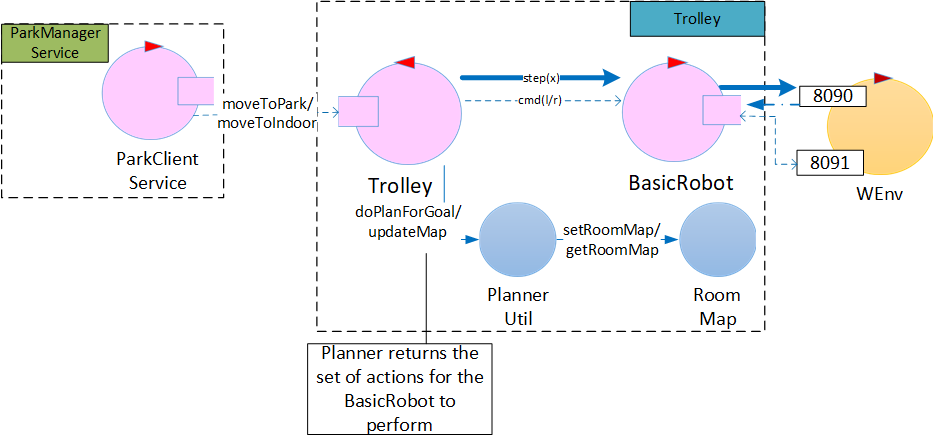 ParkManager
Service
Trolley
step(x)
cmd(l/r)
8090
moveToPark/
moveToIndoor
8091
ParkClient
Service
Trolley
BasicRobot
WEnv
doPlanForGoal/
updateMap
setRoomMap/
getRoomMap
Planner
Util
Room
Map
Planner returns the
set of actions for the
BasicRobot to
perform